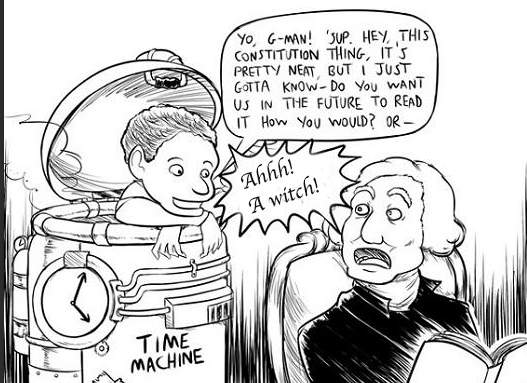 YO, G-MAN! 'SUP. HEY, THIS
CONSTITUTION THING, IT'S
PRETTY NEAT, BUT I JUST
GOTTA KNOW- DO YOU WANT
US IN THE FUTURE TO READ
IT HOW YOU WOULD? OR-
Ahhh!
A witch!
TIME
MACHINE